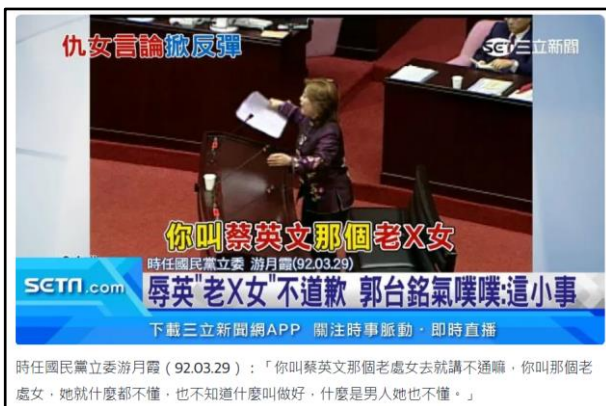 仇女言論掀反彈
SETN三立新聞
你叫蔡英文那個老X女
時任國民黨立委 游月霞(92.03.29)
SETN.com
辱英"老X女"不道歉 郭台銘氣噗噗:這小事
下載三立新聞網APP 關注時事脈動·即時直播
時任國民黨立委游月霞(92.03.29):「你叫蔡英文那個老處女去就講不通嘛,你叫那個老
處女,她就什麼都不懂,也不知道什麼叫做好,什麼是男人她也不懂。」